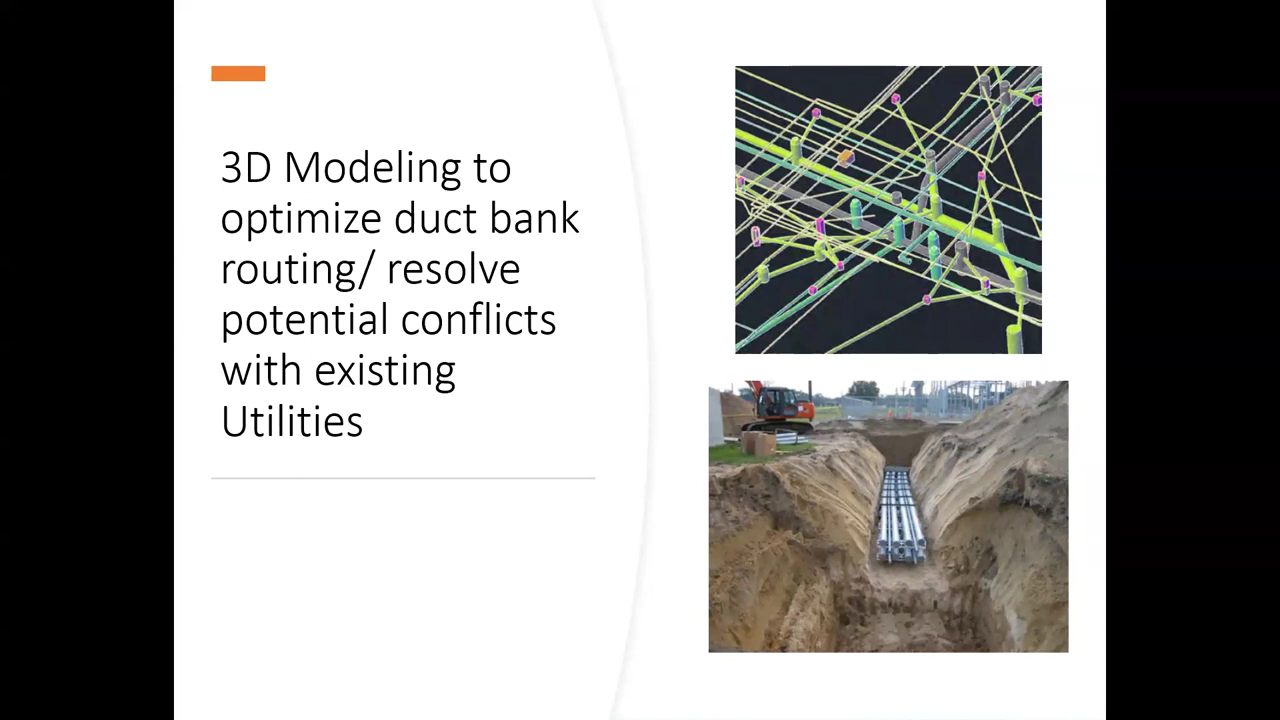 3D Modeling to
optimize duct bank
routing/ resolve
potential conflicts
with existing
Utilities